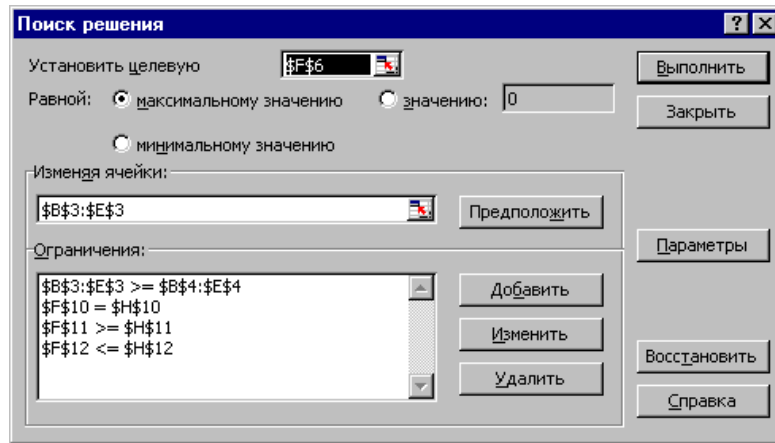 Поиск решения
Установить целевую $F$6 Выполнить
Равной: максимальному значению значению: 0 Закрыть
минимальному значению
Изменяя ячейки:
$B$3:$E$3 Предположить
Ограничения: Параметры
$B$3:$E$3 >= $B$4:$E$4 Добавить
$F$10 = $H$10
$F$11 >= $H$11 Изменить
$F$12 <= $H$12 Восстановить
Удалить
Справка